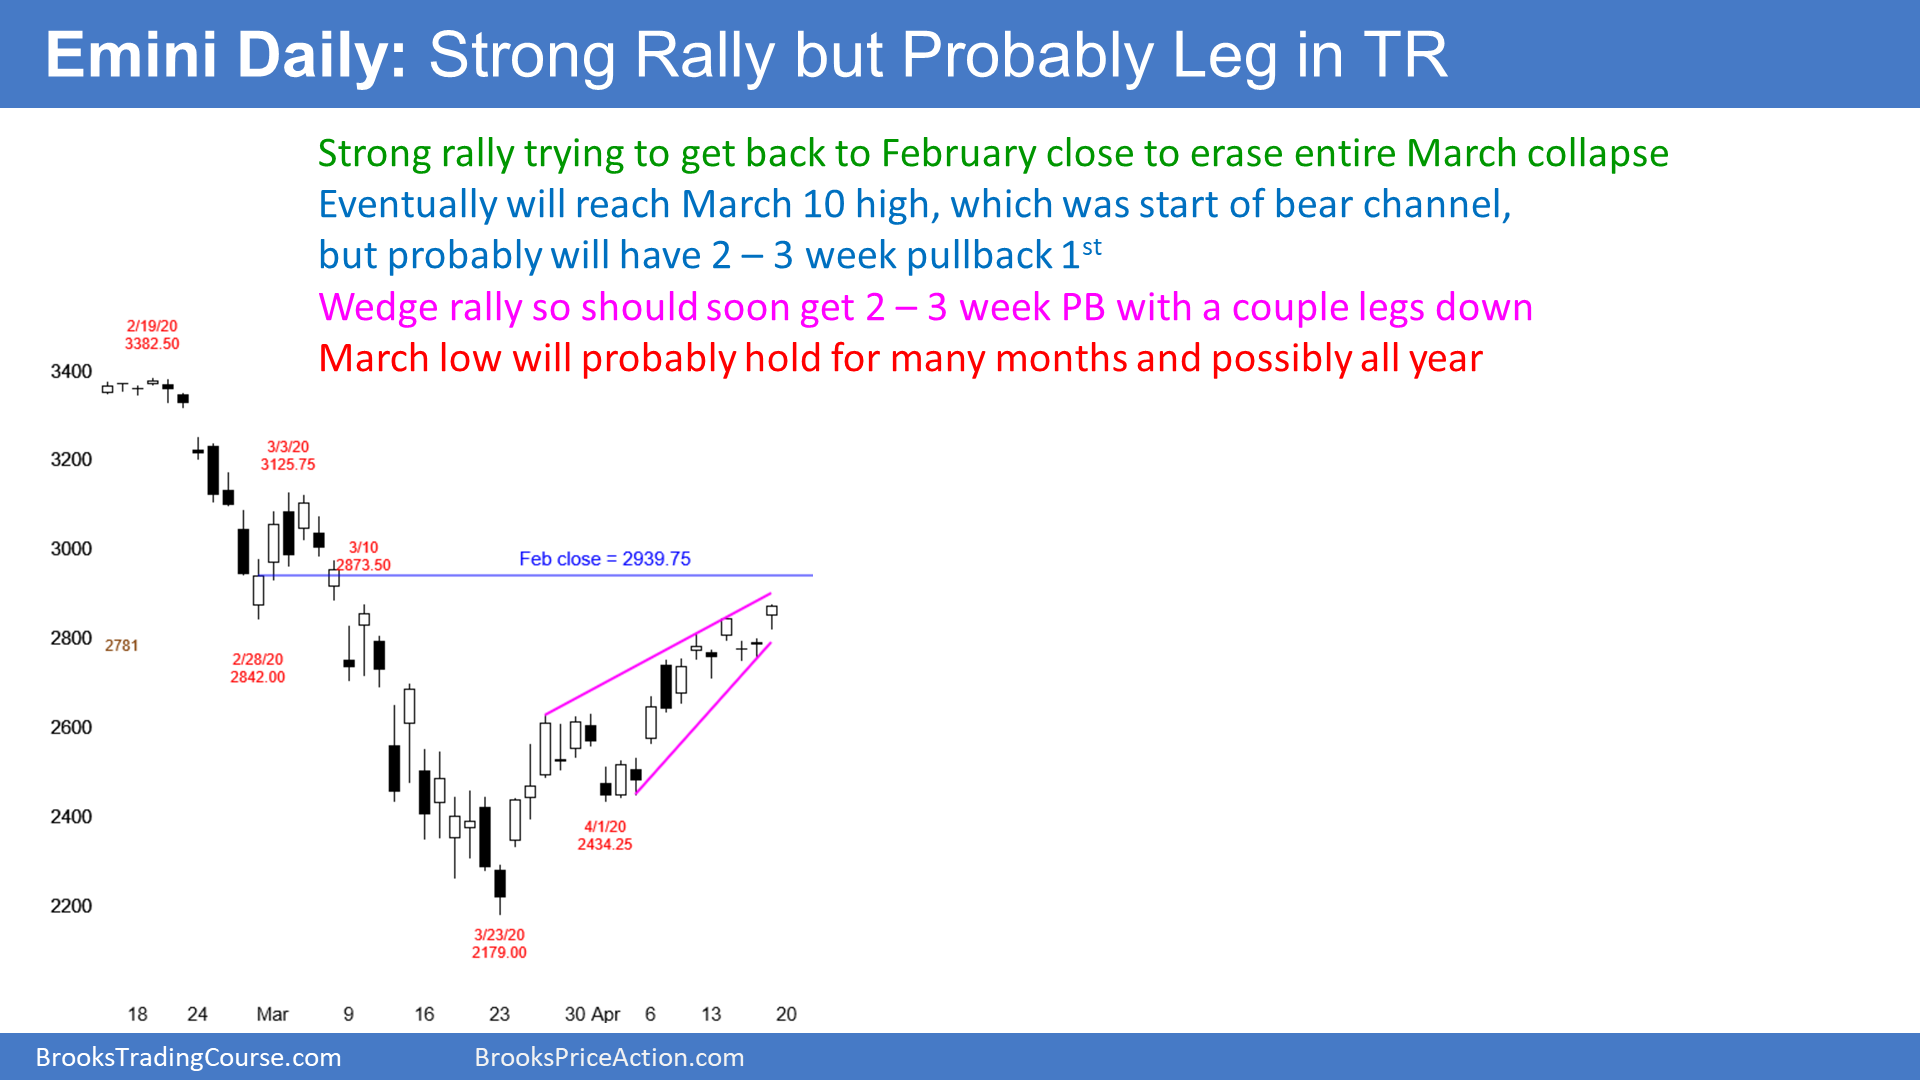 Emini Daily: Strong Rally but Probably Leg in TR
Strong rally trying to get back to February close to erase entire March collapse
Eventually will reach March 10 high, which was start of bear channel,
but probably will have 2 – 3 week pullback 1st
Wedge rally so should soon get 2 – 3 week PB with a couple legs down
March low will probably hold for many months and possibly all year
2/19/20
3382.50
3400
3/3/20
3125.75
3200
3/10
2873.50
3000
Feb close = 2939.75
2800
2781
2/28/20
2842.00
2600
2400
4/1/20
2434.25
2200
3/23/20
2179.00
18 24 Mar 9 16 23 30 Apr 6 13 20
BrooksTradingCourse.com BrooksPriceAction.com